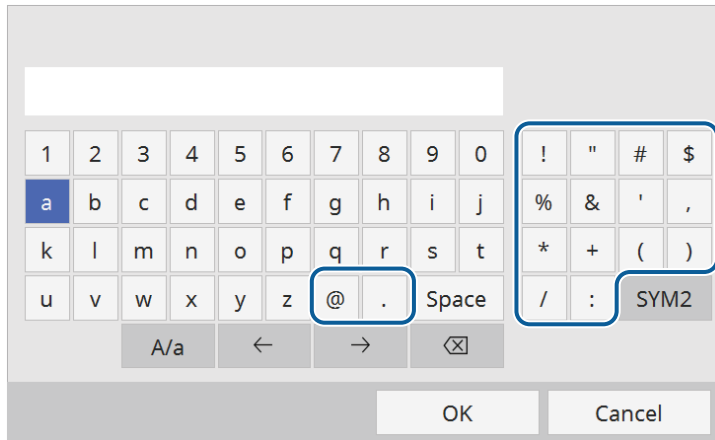 1 2 3 4 5 6 7 8 9 0 ! " # $
a b c d e f g h i j % & ' ,
k l m n o p q r s t * + ( )
u v w x y z @ . Space / : SYM2
A/a ← →
OK Cancel